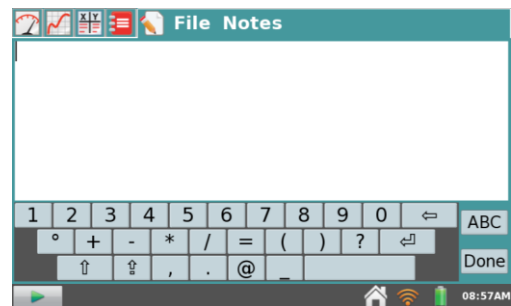 X Y File Notes
1 2 3 4 5 6 7 8 9 0 ⇦ ABC
° + - * / = ( ) ? ⏎
⇧ ⇪ , . @ _ Done
08:57AM